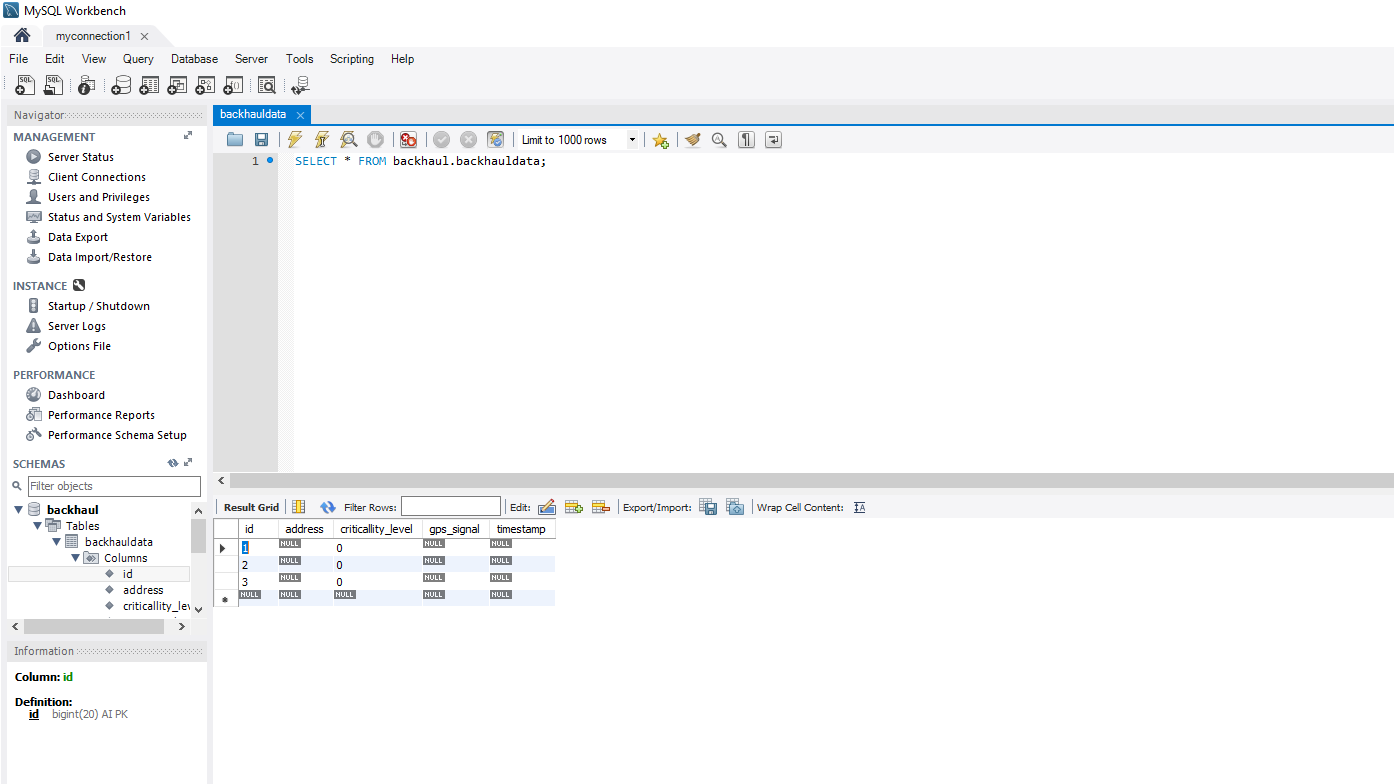 MySQL Workbench
myconnection1
File Edit View Query Database Server Tools Scripting Help
Navigator
MANAGEMENT
Server Status
Client Connections
Users and Privileges
Status and System Variables
Data Export
Data Import/Restore
INSTANCE
Startup / Shutdown
Server Logs
Options File
PERFORMANCE
Dashboard
Performance Reports
Performance Schema Setup
SCHEMAS
Filter objects
backhaul
Tables
backhauldata
Columns
id
address
criticallity_lev
Information
Column: id
Definition:
id bigint(20) AI PK
backhauldata
Limit to 1000 rows
1 SELECT * FROM backhaul.backhauldata;
Result Grid Filter Rows: Edit: Export/Import: Wrap Cell Content:
id address criticallity_level gps_signal timestamp
1 NULL 0 NULL NULL
2 NULL 0 NULL NULL
3 NULL 0 NULL NULL
NULL NULL NULL NULL NULL